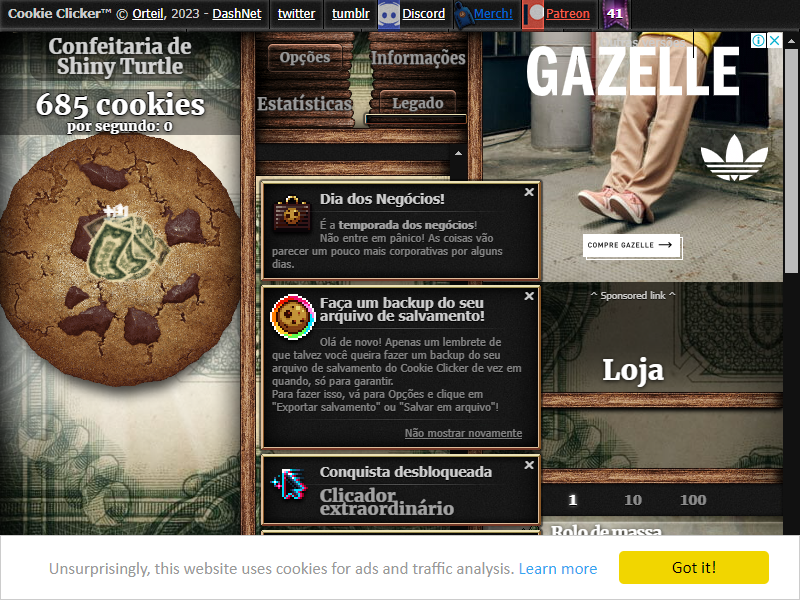 Cookie Clicker™ © Orteil, 2023 - DashNet
twitter
tumblr
Discord
Merch!
Patreon
41
Confeitaria de
Shiny Turtle
685 cookies
por segundo: 0
+1
Opções
Informações
Estatísticas
Legado
GAZELLE
COMPRE GAZELLE
^ Sponsored link ^
Dia dos Negócios!
É a temporada dos negócios!
Não entre em pânico! As coisas vão
parecer um pouco mais corporativas por alguns
dias.
Faça um backup do seu
arquivo de salvamento!
Olá de novo! Apenas um lembrete de
que talvez você queira fazer um backup do seu
arquivo de salvamento do Cookie Clicker de vez em
quando, só para garantir.
Para fazer isso, vá para Opções e clique em
"Exportar salvamento" ou "Salvar em arquivo"!
Não mostrar novamente
Conquista desbloqueada
Clicador
extraordinário
Loja
1 10 100
Rolo de massa
Unsurprisingly, this website uses cookies for ads and traffic analysis. Learn more
Got it!